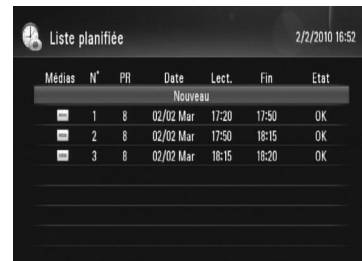 Liste planifiée 2/2/2010 16:52
Médias N° PR Date Lect. Fin Etat
Nouveau
1 8 02/02 Mar 17:20 17:50 OK
2 8 02/02 Mar 17:50 18:15 OK
3 8 02/02 Mar 18:15 18:20 OK